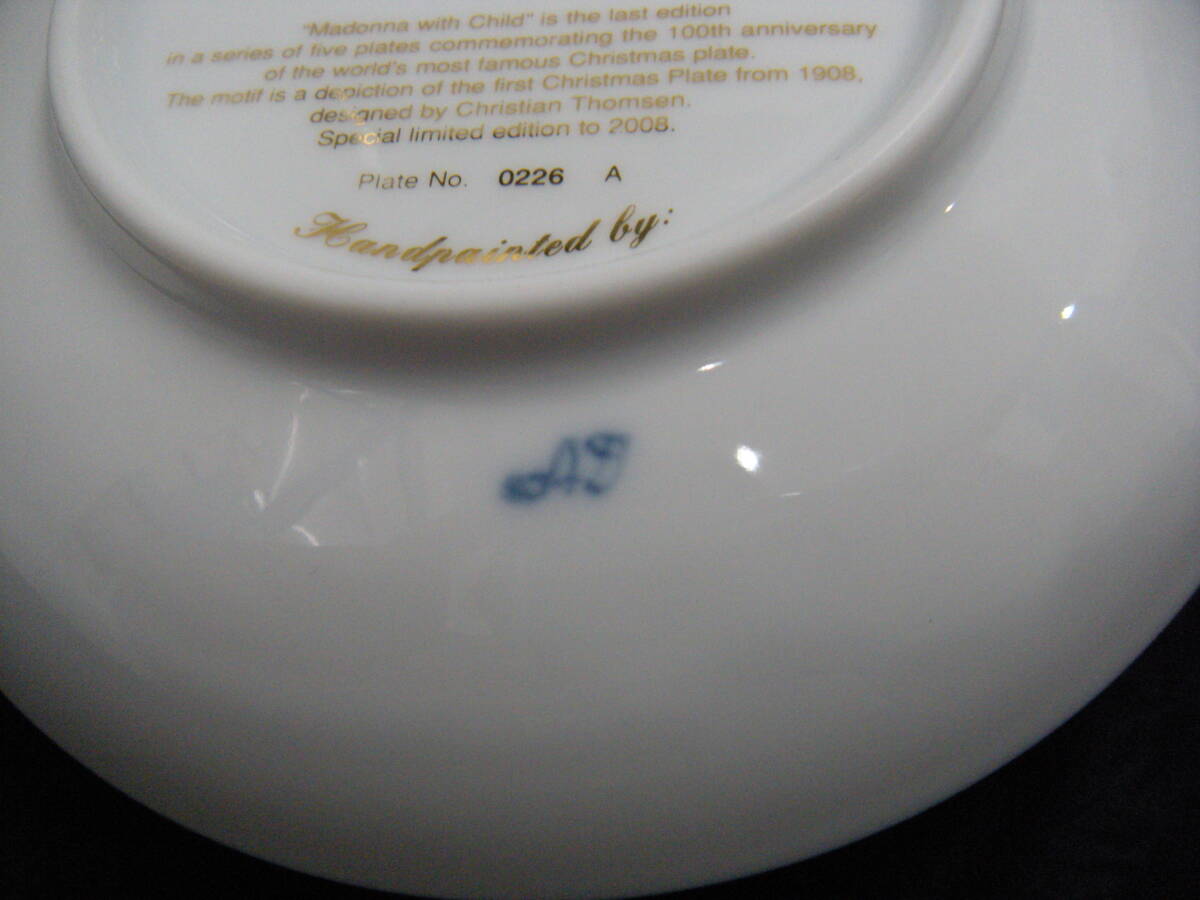 "Madonna with Child" is the last edition
in a series of five plates commemorating the 100th anniversary
of the world's most famous Christmas plate.
The motif is a depiction of the first Christmas Plate from 1908,
designed by Christian Thomsen.
Special limited edition to 2008.
Plate No. 0226 A
Handpainted by: